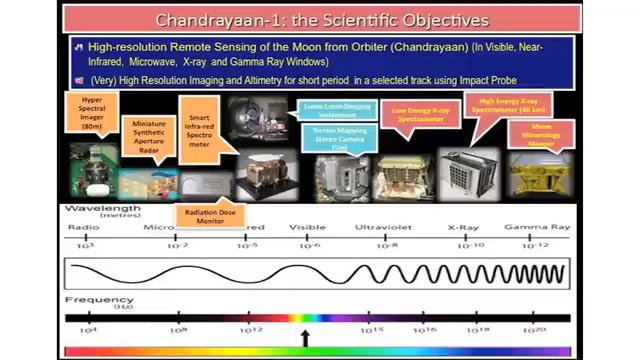 Chandrayaan-1: the Scientific Objectives
High-resolution Remote Sensing of the Moon from Orbiter (Chandrayaan) (In Visible, Near-
Infrared, Microwave, X-ray and Gamma Ray Windows)
(Very) High Resolution Imaging and Altimetry for short period in a selected track using Impact Probe
Hyper
Spectral
Imager
(80m)
Miniature
Synthetic
Aperture
Radar
Smart
Infra-red
Spectro
meter
Lunar Laser Ranging
Instrument
Terrain Mapping
Stereo Camera
(5m)
Low Energy X-ray
Spectrometer
High Energy X-ray
Spectrometer (40 km)
Moon
Mineralogy
Mapper
Radiation Dose
Monitor
Wavelength
(metres)
Radio
Visible
Ultraviolet
X-Ray
Gamma Ray
10³ 10⁻² 10⁻⁵ 10⁻⁶ 10⁻⁸ 10⁻¹⁰ 10⁻¹²
Frequency
(Hz)
10⁴ 10⁸ 10¹² 10¹⁵ 10¹⁶ 10¹⁸ 10²⁰